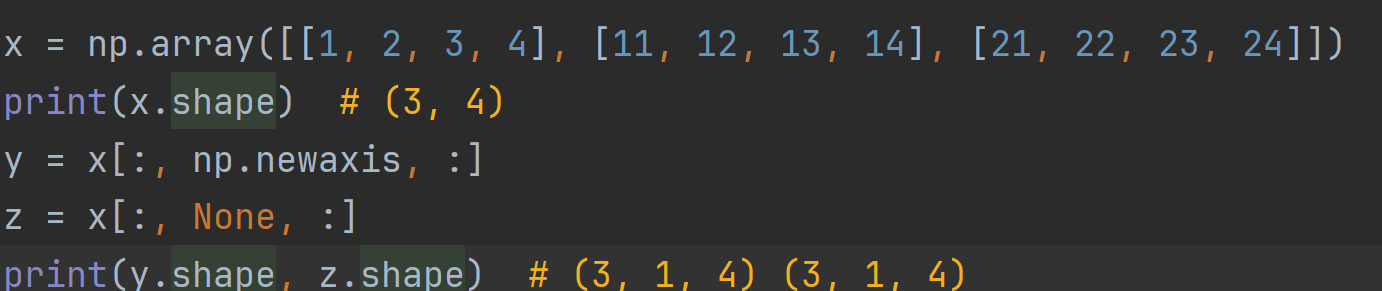 x = np.array([[1, 2, 3, 4], [11, 12, 13, 14], [21, 22, 23, 24]])
print(x.shape)  # (3, 4)
y = x[:, np.newaxis, :]
z = x[:, None, :]
print(y.shape, z.shape)  # (3, 1, 4) (3, 1, 4)